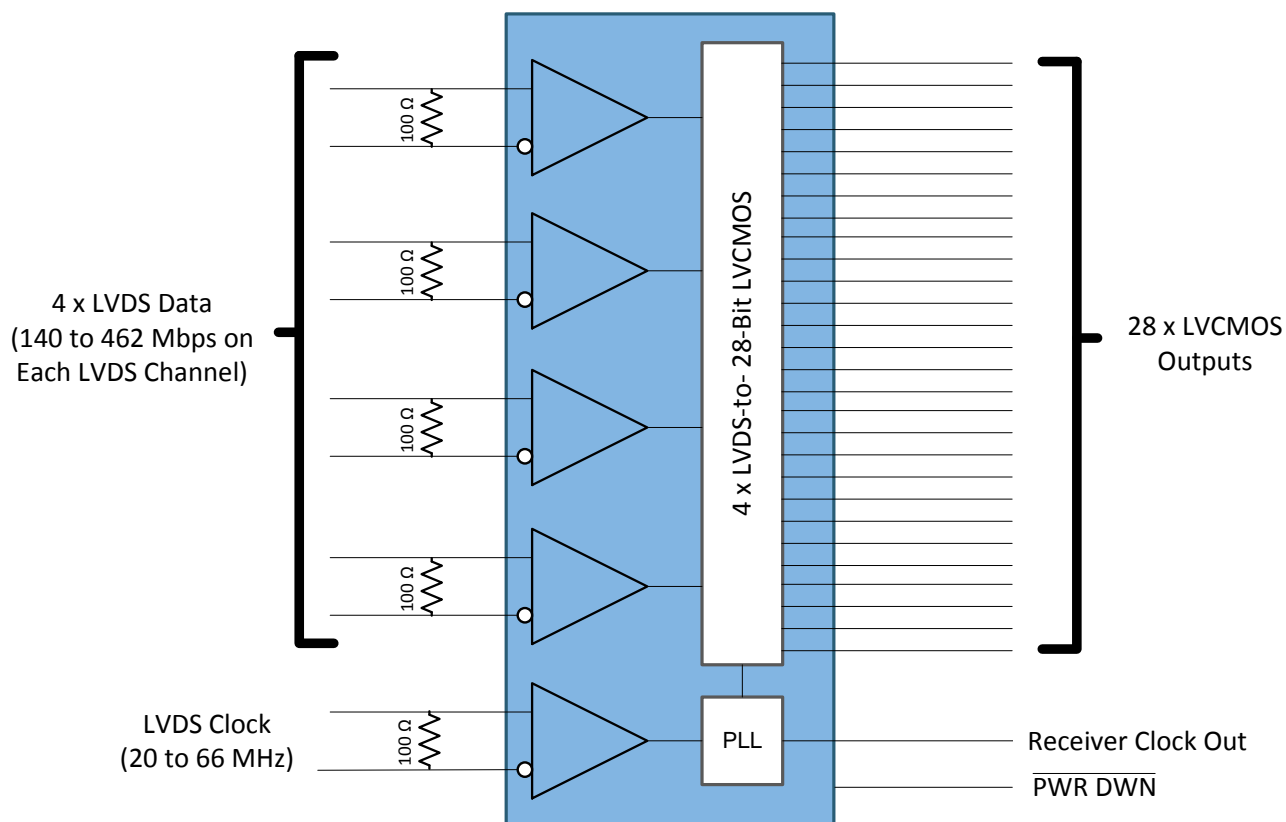 100 Ω
100 Ω
4 x LVDS Data
(140 to 462 Mbps on
Each LVDS Channel)
100 Ω
100 Ω
4 x LVDS-to- 28-Bit LVCMOS
28 x LVCMOS
Outputs
LVDS Clock
(20 to 66 MHz)
100 Ω
PLL
Receiver Clock Out
PWR DWN